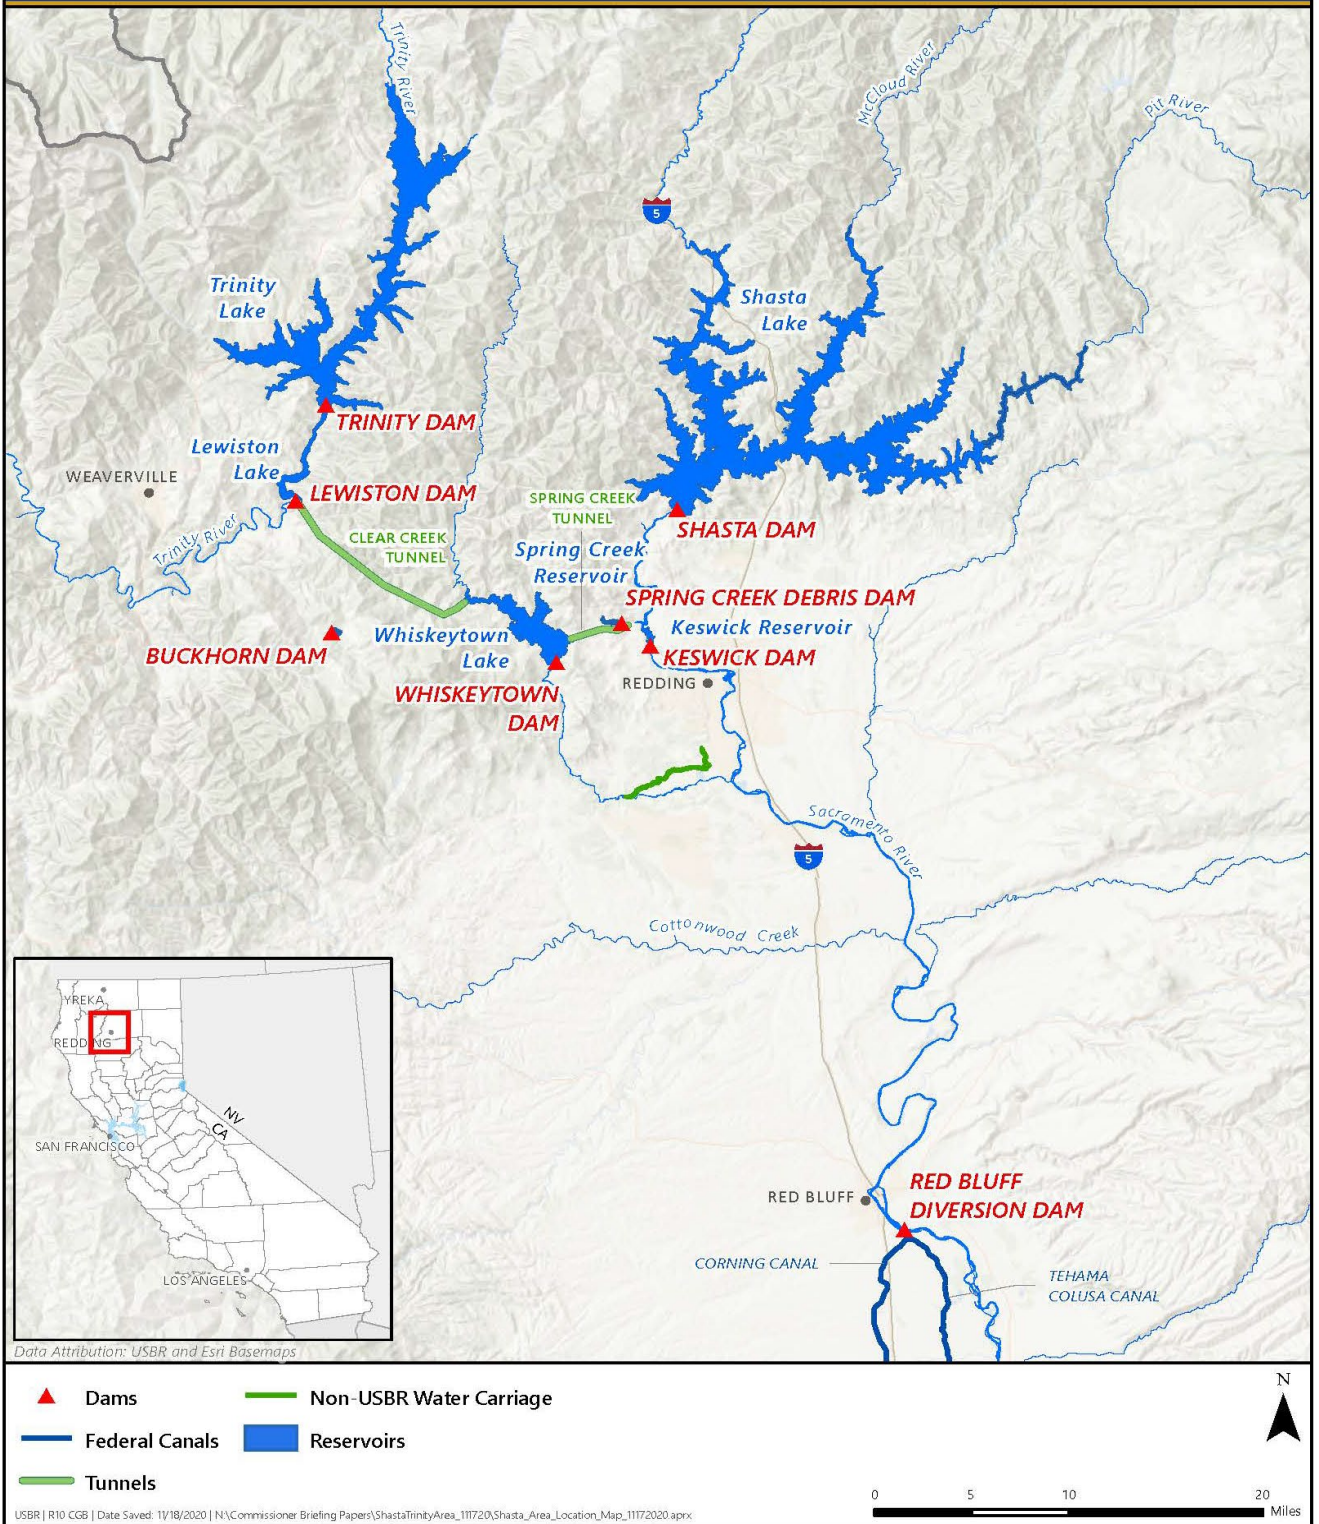 Trinity River
McCloud River
Pit River
5
Trinity
Lake
Shasta
Lake
TRINITY DAM
Lewiston
Lake
WEAVERVILLE
LEWISTON DAM
SPRING CREEK
TUNNEL
SHASTA DAM
Trinity River
CLEAR CREEK
TUNNEL
Spring Creek
Reservoir
SPRING CREEK DEBRIS DAM
Keswick Reservoir
Whiskeytown
Lake
BUCKHORN DAM
KESWICK DAM
REDDING
WHISKEYTOWN
DAM
Sacramento River
5
Cottonwood Creek
YREKA
REDDING
NV
CA
SAN FRANCISCO
LOS ANGELES
RED BLUFF
DIVERSION DAM
RED BLUFF
CORNING CANAL
TEHAMA
COLUSA CANAL
Data Attribution: USBR and Esri Basemaps
Dams
Non-USBR Water Carriage
Federal Canals
Reservoirs
Tunnels
N
0 5 10 20
Miles
USBR | R10 CGB | Date Saved: 11/18/2020 | N:\Commissioner Briefing Papers\ShastaTrinityArea_111720\Shasta_Area_Location_Map_11172020.aprx